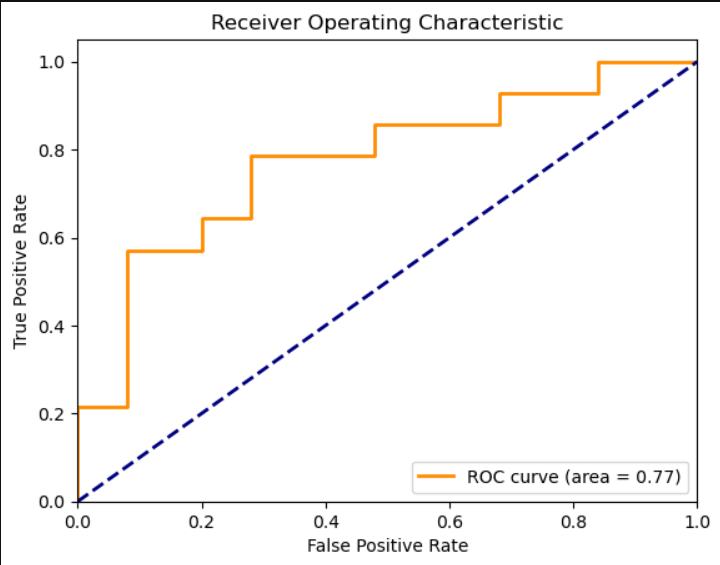 Receiver Operating Characteristic
1.0
0.8
0.6
0.4
0.2
0.0
True Positive Rate
ROC curve (area = 0.77)
0.0 0.2 0.4 0.6 0.8 1.0
False Positive Rate